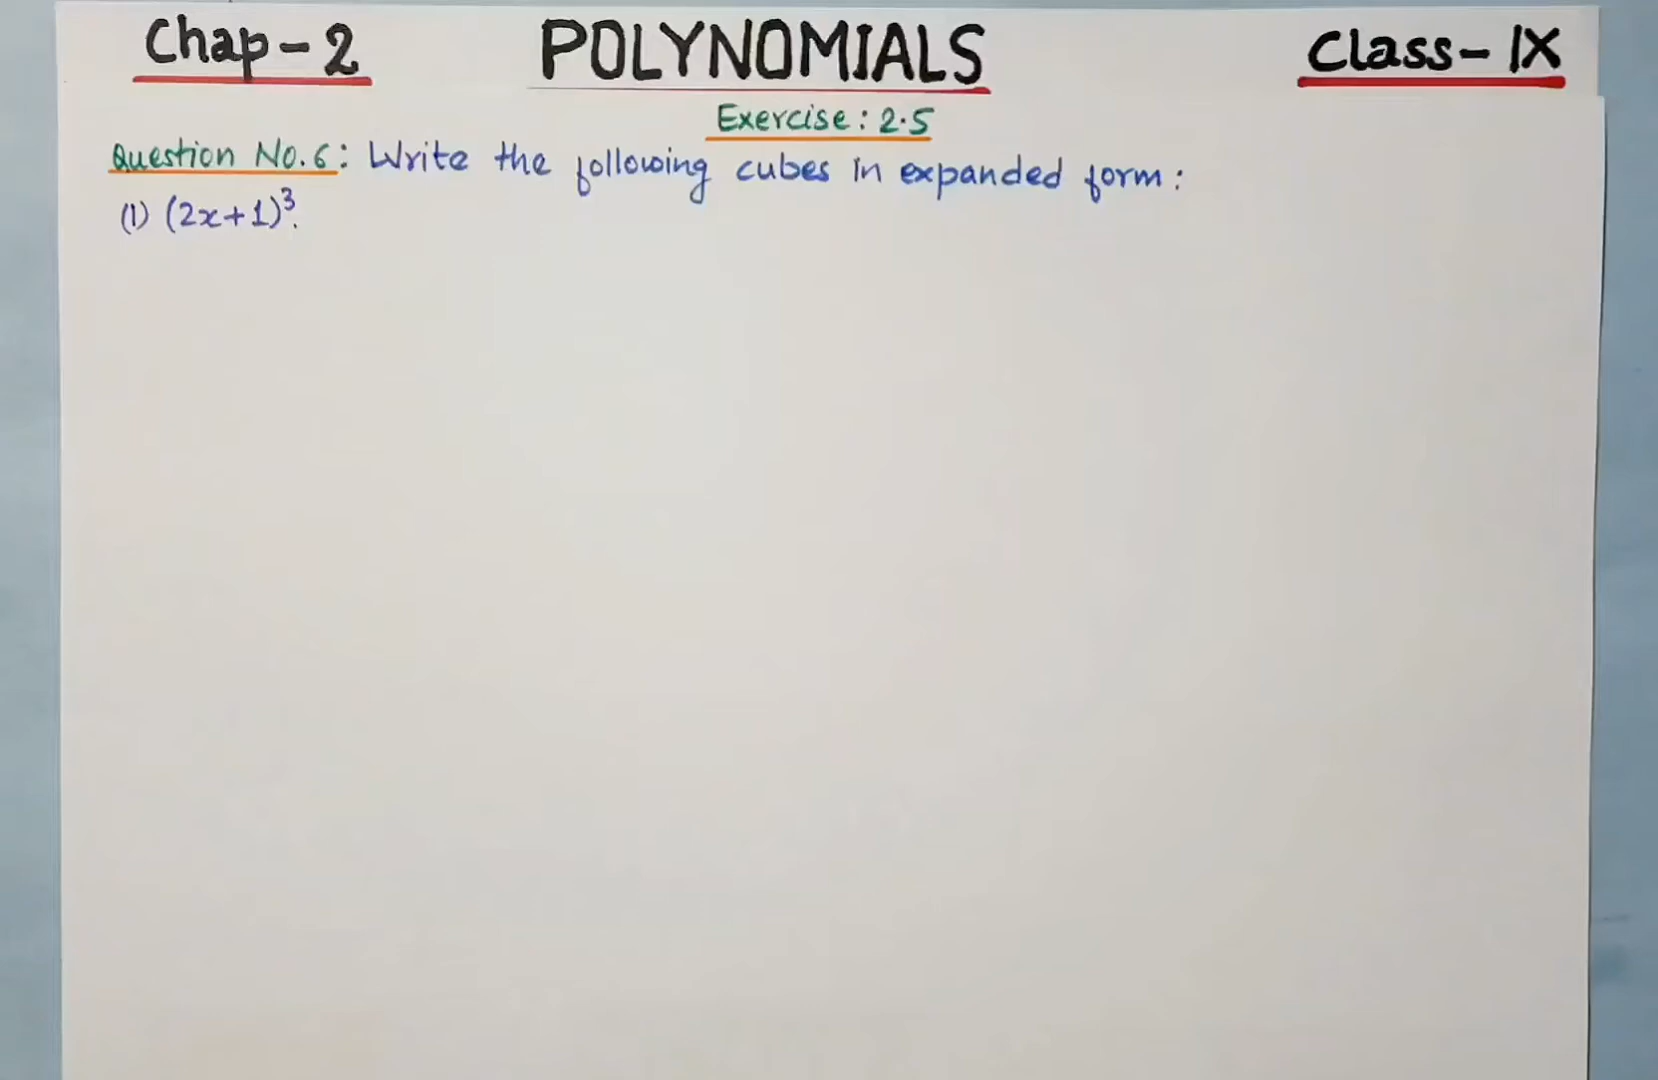 Chap-2 POLYNOMIALS Class-IX
Exercise: 2.5
Question No.6: Write the following cubes in expanded form:
(i) (2x+1)³.